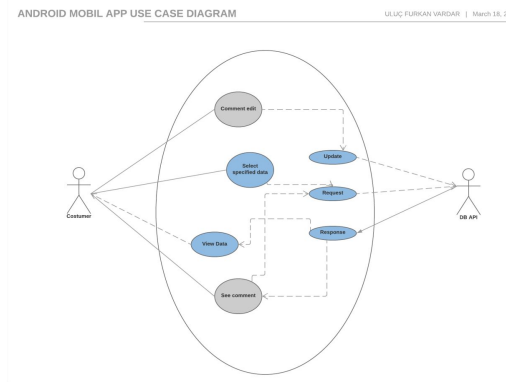 ANDROID MOBIL APP USE CASE DIAGRAM
ULUÇ FURKAN VARDAR | March 18, 2
Comment edit
Update
Select
specified data
Request
Costumer
DB API
Response
View Data
See comment